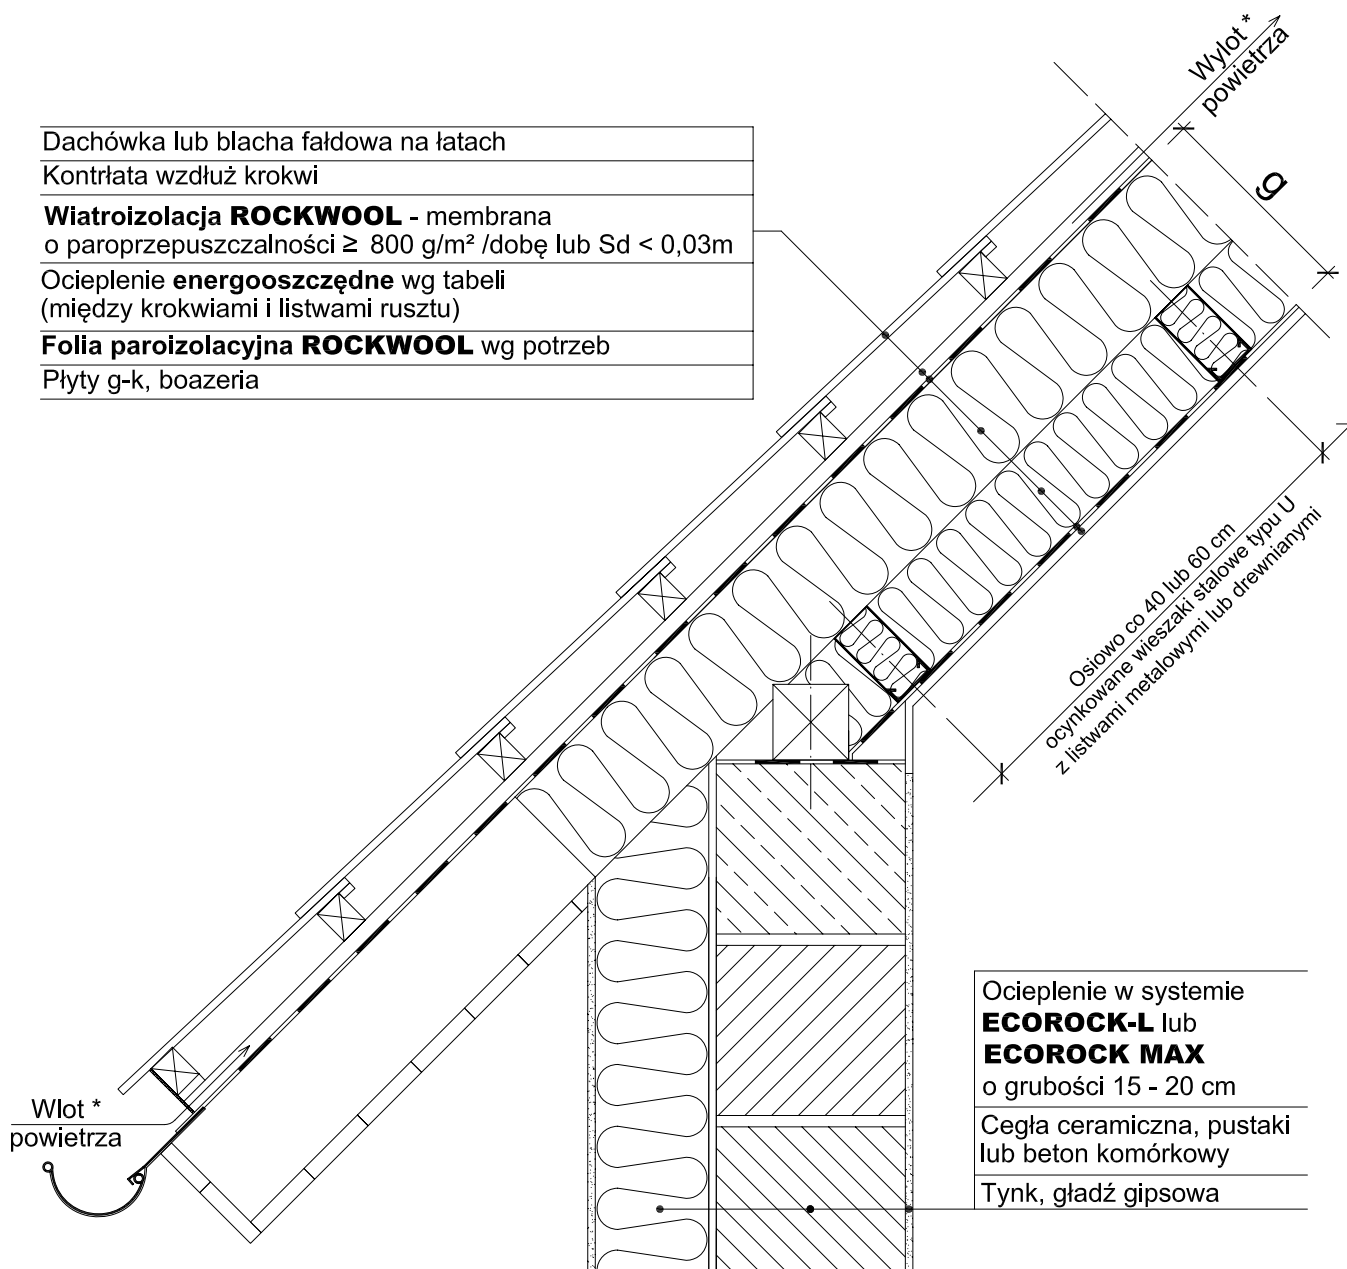 Wylot *
powietrza
g
Dachówka lub blacha fałdowa na łatach
Kontrłata wzdłuż krokwi
Wiatroizolacja ROCKWOOL - membrana
o paroprzepuszczalności ≥ 800 g/m² /dobę lub Sd < 0,03m
Ocieplenie energooszczędne wg tabeli
(między krokwiami i listwami rusztu)
Folia paroizolacyjna ROCKWOOL wg potrzeb
Płyty g-k, boazeria
Osiowo co 40 lub 60 cm
ocynkowane wieszaki stalowe typu U
z listwami metalowymi lub drewnianymi
Ocieplenie w systemie
ECOROCK-L lub
ECOROCK MAX
o grubości 15 - 20 cm
Cegła ceramiczna, pustaki
lub beton komórkowy
Tynk, gładź gipsowa
Wlot *
powietrza